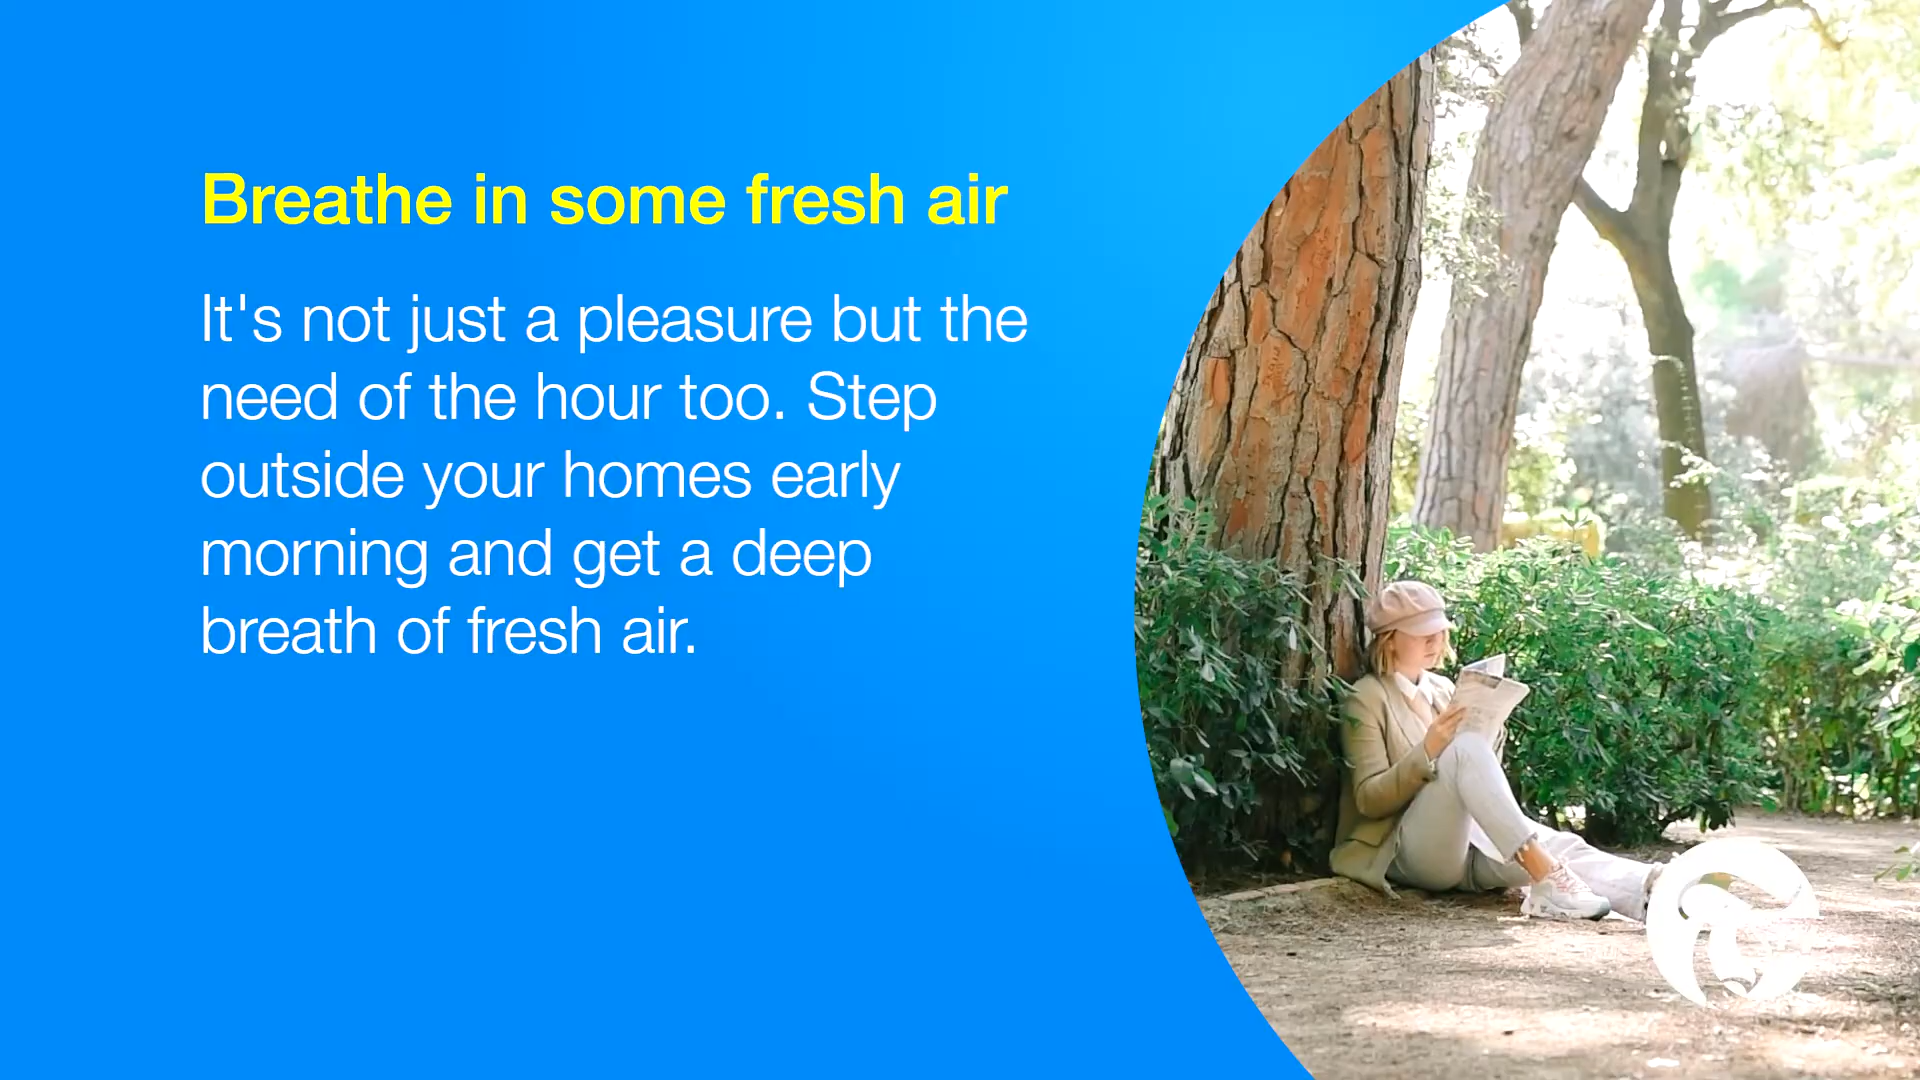 Breathe in some fresh air
It's not just a pleasure but the
need of the hour too. Step
outside your homes early
morning and get a deep
breath of fresh air.